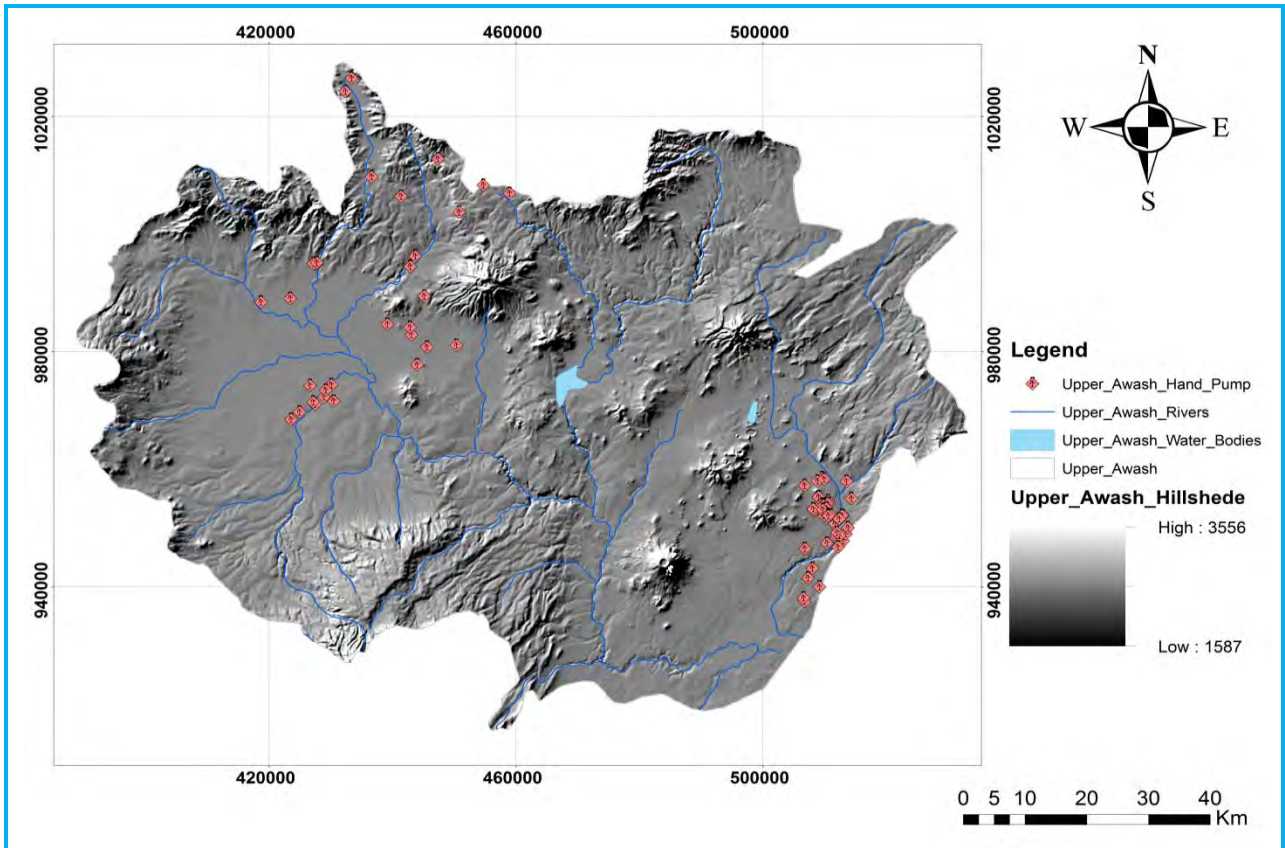 420000 460000 500000
N
W E
S
1020000 1020000
980000 980000
940000 940000
420000 460000 500000
Legend
Upper_Awash_Hand_Pump
Upper_Awash_Rivers
Upper_Awash_Water_Bodies
Upper_Awash
Upper_Awash_Hillshede
High : 3556
Low : 1587
0 5 10 20 30 40
Km